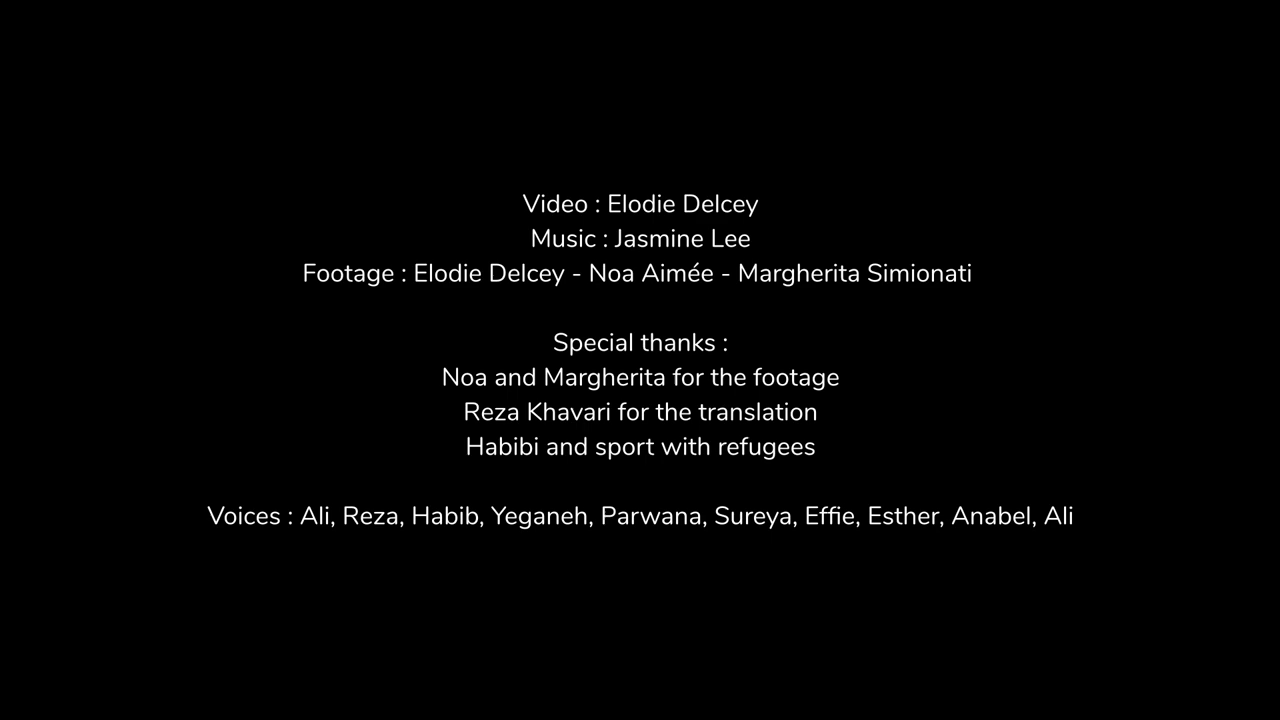 Video : Elodie Delcey
Music : Jasmine Lee
Footage : Elodie Delcey - Noa Aimée - Margherita Simionati
Special thanks :
Noa and Margherita for the footage
Reza Khavari for the translation
Habibi and sport with refugees
Voices : Ali, Reza, Habib, Yeganeh, Parwana, Sureya, Effie, Esther, Anabel, Ali